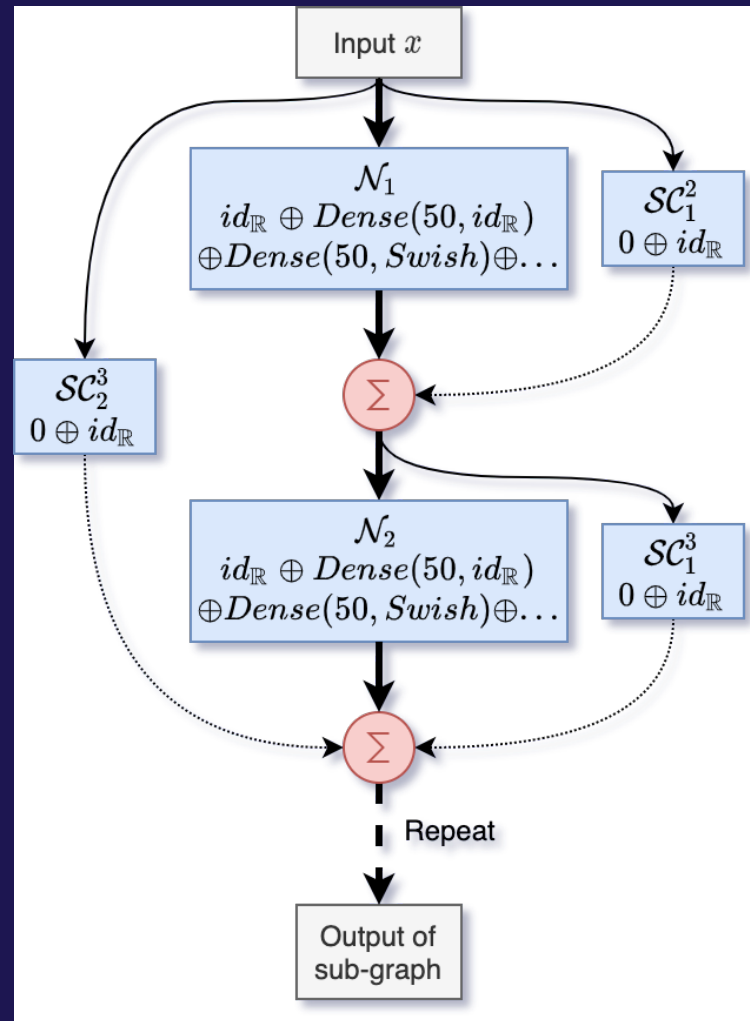 Input x
𝒩₁
id_ℝ ⊕ Dense(50, id_ℝ)
⊕Dense(50, Swish)⊕...
𝒮𝒞₁²
0 ⊕ id_ℝ
𝒮𝒞₂³
0 ⊕ id_ℝ
Σ
𝒩₂
id_ℝ ⊕ Dense(50, id_ℝ)
⊕Dense(50, Swish)⊕...
𝒮𝒞₁³
0 ⊕ id_ℝ
Σ
Repeat
Output of
sub-graph